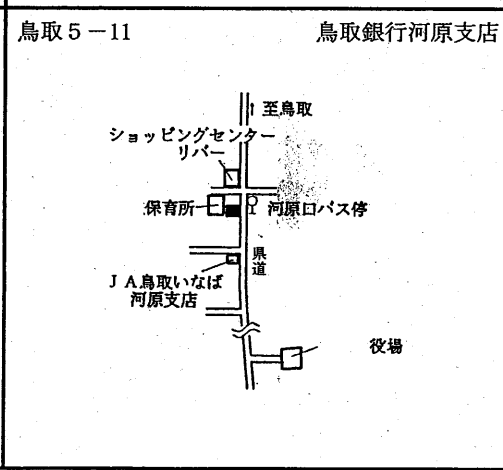 鳥取5-11
鳥取銀行河原支店
↑至鳥取
ショッピングセンター
リバー
保育所
河原口バス停
県道
JA鳥取いなば
河原支店
役場